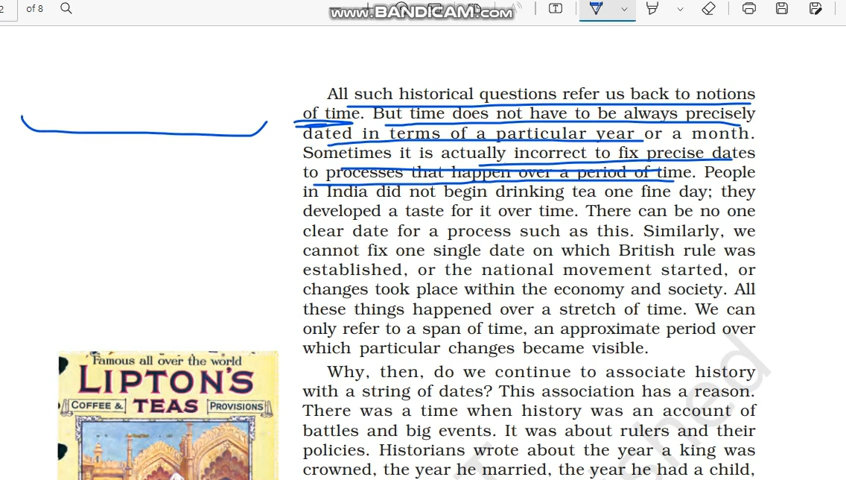 2 of 8
www.BANDICAM.com
All such historical questions refer us back to notions
of time. But time does not have to be always precisely
dated in terms of a particular year or a month.
Sometimes it is actually incorrect to fix precise dates
to processes that happen over a period of time. People
in India did not begin drinking tea one fine day; they
developed a taste for it over time. There can be no one
clear date for a process such as this. Similarly, we
cannot fix one single date on which British rule was
established, or the national movement started, or
changes took place within the economy and society. All
these things happened over a stretch of time. We can
only refer to a span of time, an approximate period over
which particular changes became visible.
Famous all over the world
LIPTON'S
COFFEE & TEAS PROVISIONS
Why, then, do we continue to associate history
with a string of dates? This association has a reason.
There was a time when history was an account of
battles and big events. It was about rulers and their
policies. Historians wrote about the year a king was
crowned, the year he married, the year he had a child,